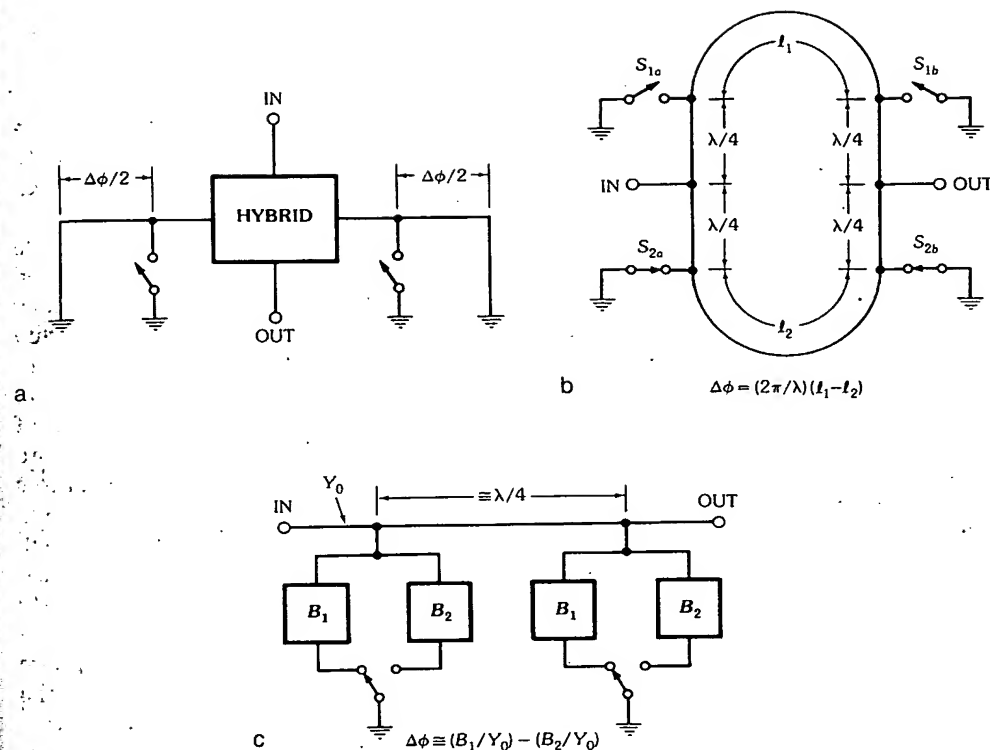 IN
Δϕ/2
Δϕ/2
HYBRID
OUT
a
ℓ₁
S₁ₐ
S₁b
λ/4
λ/4
IN
OUT
λ/4
λ/4
S₂ₐ
S₂b
ℓ₂
b
Δϕ = (2π/λ)(ℓ₁-ℓ₂)
Y₀
IN
≅λ/4
OUT
B₁
B₂
B₁
B₂
c
Δϕ ≅ (B₁/Y₀) − (B₂/Y₀)